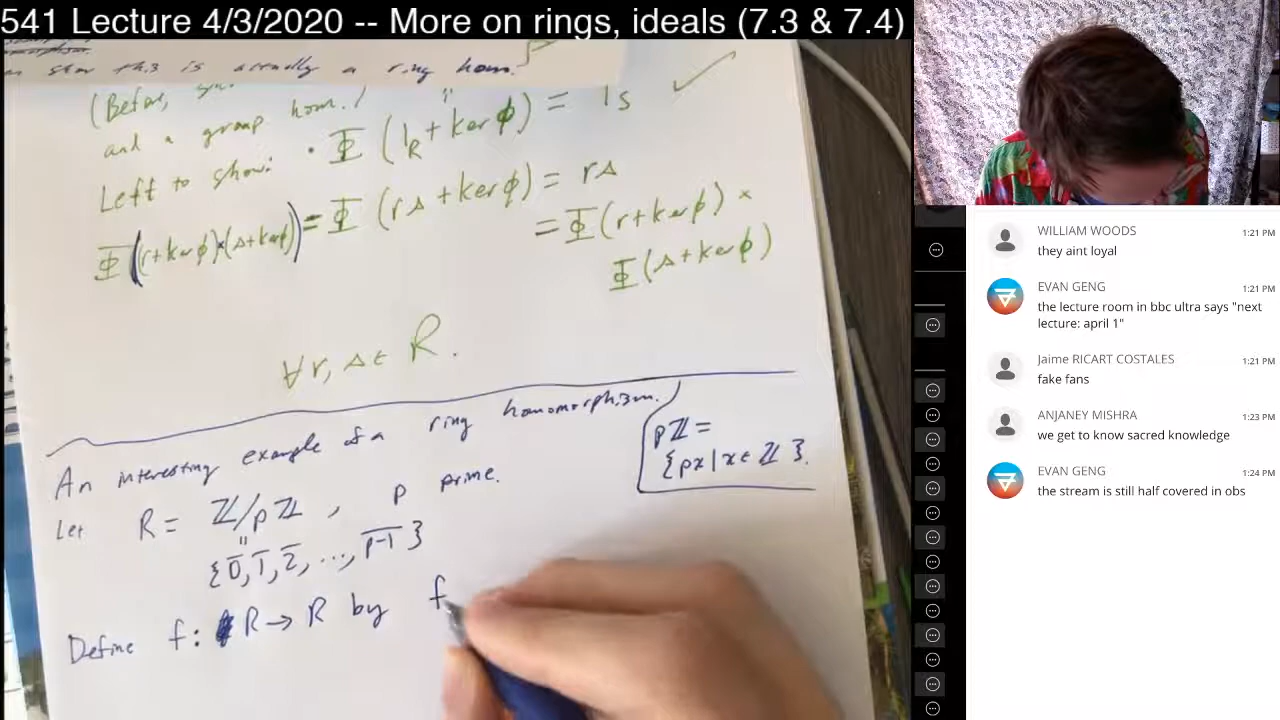 541 Lecture 4/3/2020 -- More on rings, ideals (7.3 & 7.4)
show this is actually a ring hom.
(Before,
and a group hom.)
Left to show: · Φ (1_R + ker φ) = 1_S ✓
Φ((r+ker φ)×(s+ker φ)) = Φ (rs + ker φ) = rs
= Φ(r + ker φ) ×
Φ(s + ker φ)
∀ r, s ∈ R.
An interesting example of a ring homomorphism.
Let R = ℤ/pℤ , p prime.
pℤ =
{px | x ∈ ℤ }.
{0̅, 1̅, 2̅, ..., p-1̅}
Define f: R → R by f
WILLIAM WOODS 1:21 PM
they aint loyal
EVAN GENG 1:21 PM
the lecture room in bbc ultra says "next
lecture: april 1"
Jaime RICART COSTALES 1:21 PM
fake fans
ANJANEY MISHRA 1:23 PM
we get to know sacred knowledge
EVAN GENG 1:24 PM
the stream is still half covered in obs